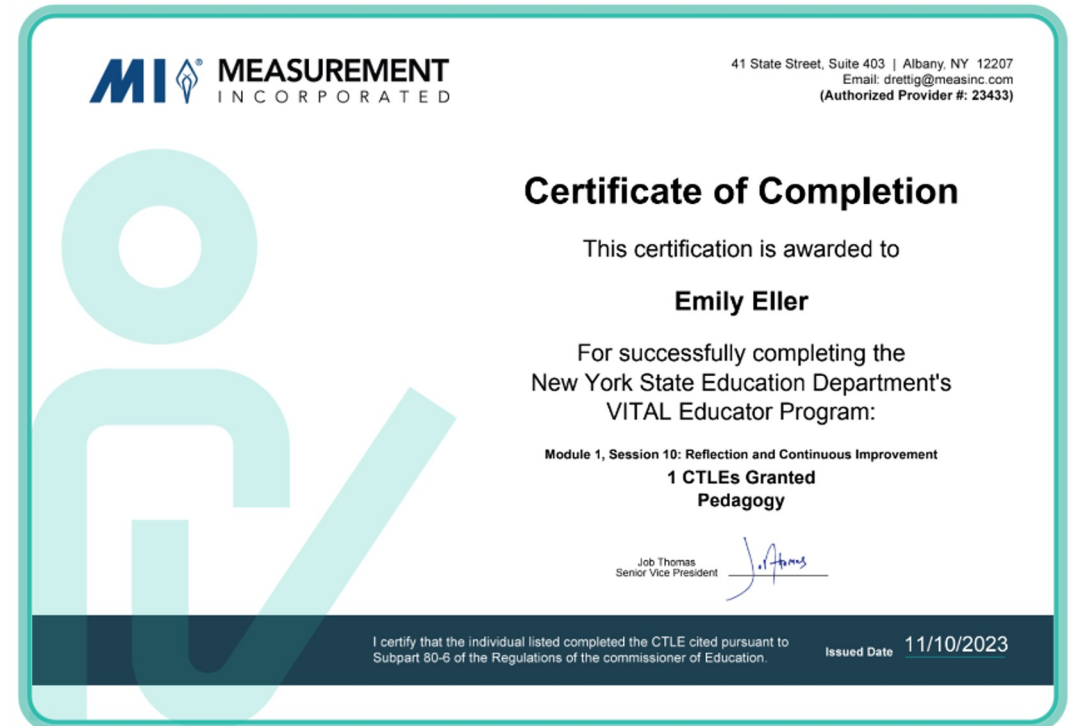 MI® MEASUREMENT
INCORPORATED
41 State Street, Suite 403 | Albany, NY 12207
Email: drettig@measinc.com
(Authorized Provider #: 23433)
Certificate of Completion
This certification is awarded to
Emily Eller
For successfully completing the
New York State Education Department's
VITAL Educator Program:
Module 1, Session 10: Reflection and Continuous Improvement
1 CTLEs Granted
Pedagogy
Job Thomas
Senior Vice President
Job Thomas
I certify that the individual listed completed the CTLE cited pursuant to
Subpart 80-6 of the Regulations of the commissioner of Education.
Issued Date 11/10/2023